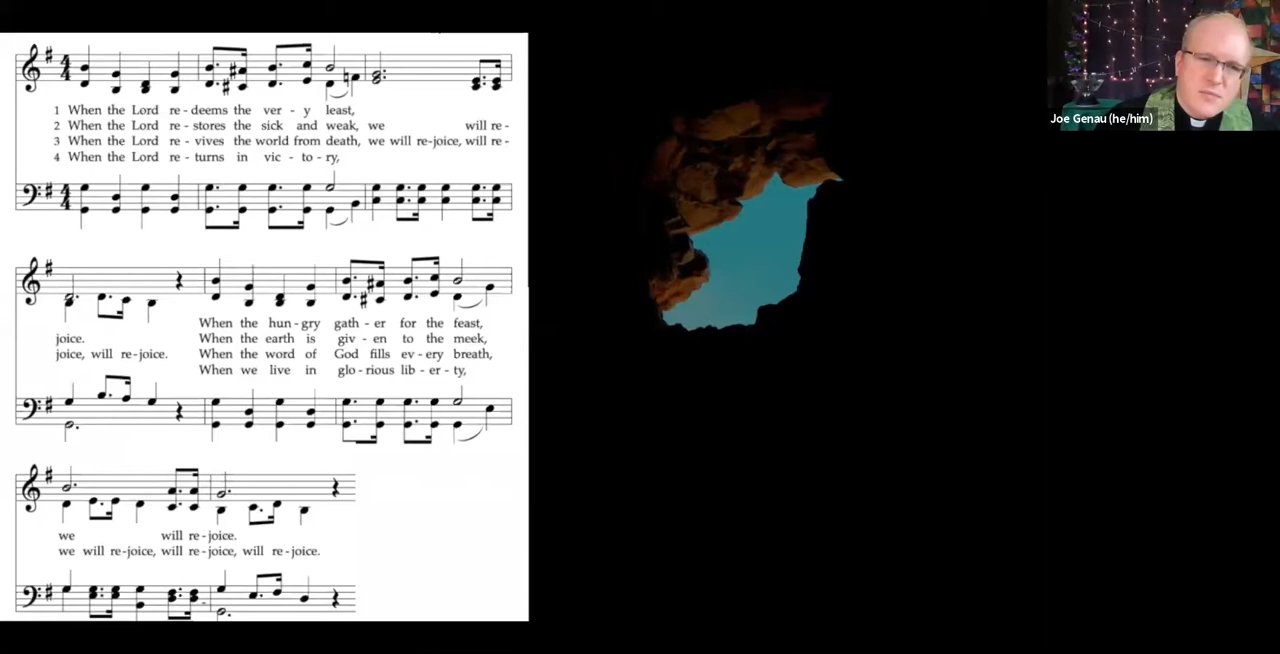 Joe Genau (he/him)
4
4
1 When the Lord re - deems the ver - y least,
2 When the Lord re - stores the sick and weak, we will re -
3 When the Lord re - vives the world from death, we will re-joice, will re -
4 When the Lord re - turns in vic - to - ry,
4
4
When the hun - gry gath - er for the feast,
joice. When the earth is giv - en to the meek,
joice, will re-joice. When the word of God fills ev - ery breath,
When we live in glo - rious lib - er - ty,
we will re - joice.
we will re-joice, will re-joice, will re-joice.